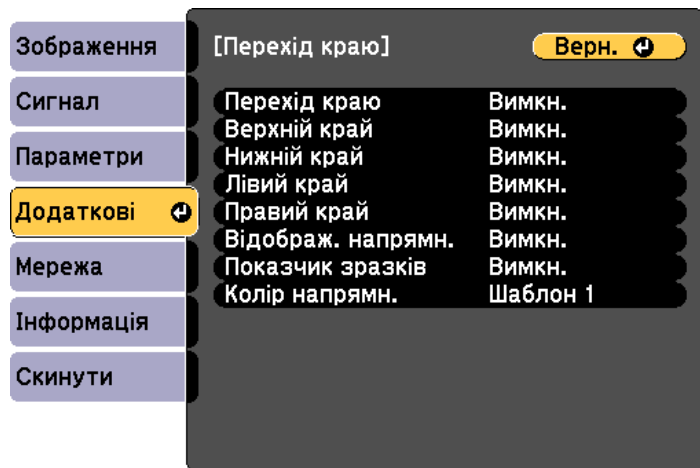 Зображення
Сигнал
Параметри
Додаткові
Мережа
Інформація
Скинути
[Перехід краю] Верн.
Перехід краю Вимкн.
Верхній край Вимкн.
Нижній край Вимкн.
Лівий край Вимкн.
Правий край Вимкн.
Відображ. напрямн. Вимкн.
Показчик зразків Вимкн.
Колір напрямн. Шаблон 1